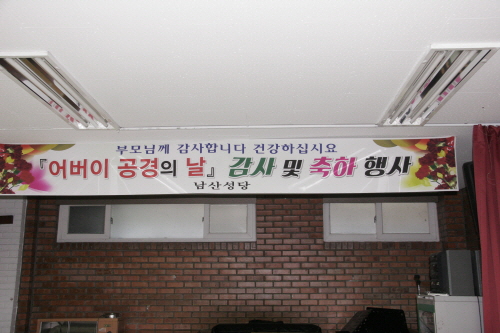 부모님께 감사합니다 건강하십시요
『어버이 공경의 날』 감사 및 축하 행사
남산성당